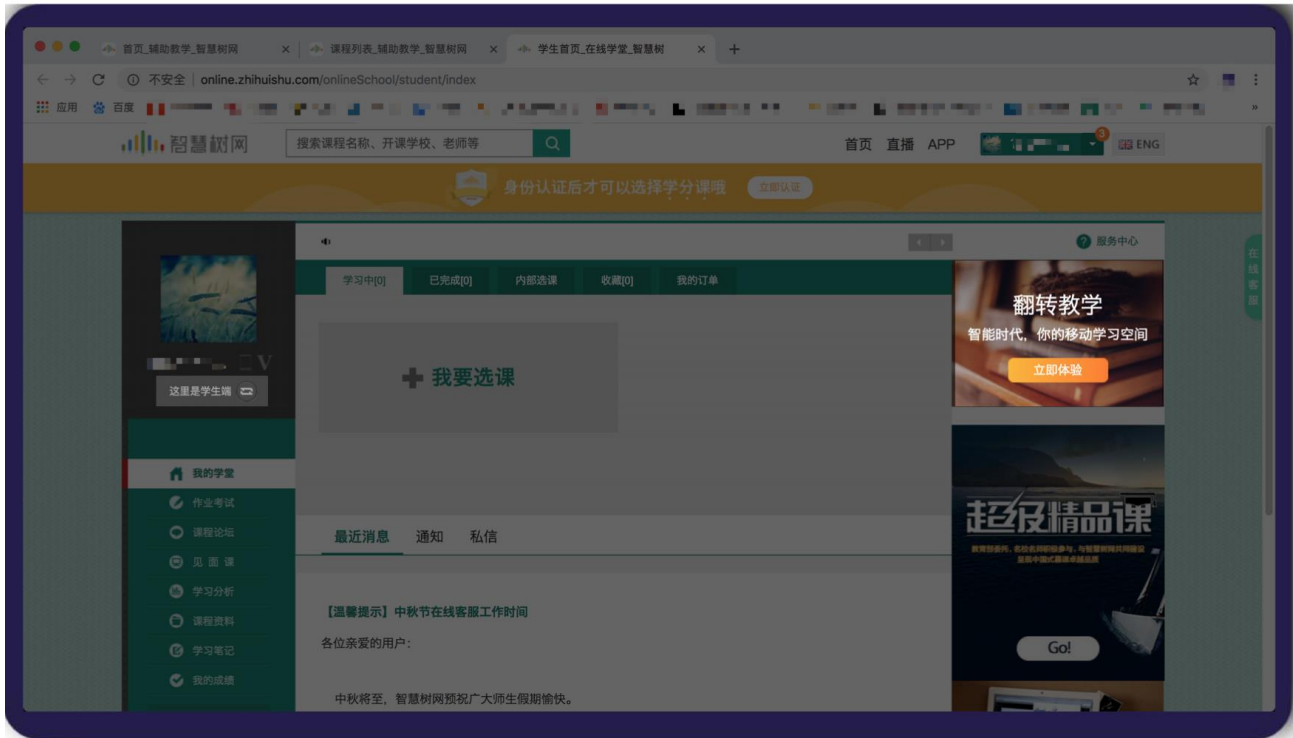 首页_辅助教学_智慧树网
课程列表_辅助教学_智慧树网
学生首页_在线学堂_智慧树
不安全 | online.zhihuishu.com/onlineSchool/student/index
应用
百度
智慧树网
搜索课程名称、开课学校、老师等
首页 直播 APP
3
ENG
身份认证后才可以选择学分课哦
立即认证
服务中心
在线客服
学习中[0]
已完成[0]
内部选课
收藏[0]
我的订单
翻转教学
智能时代，你的移动学习空间
立即体验
我要选课
这里是学生端
我的学堂
作业考试
课程论坛
见面课
学习分析
课程资料
学习笔记
我的成绩
超级精品课
Go!
最近消息 通知 私信
【温馨提示】中秋节在线客服工作时间
各位亲爱的用户：
中秋将至，智慧树网预祝广大师生假期愉快。